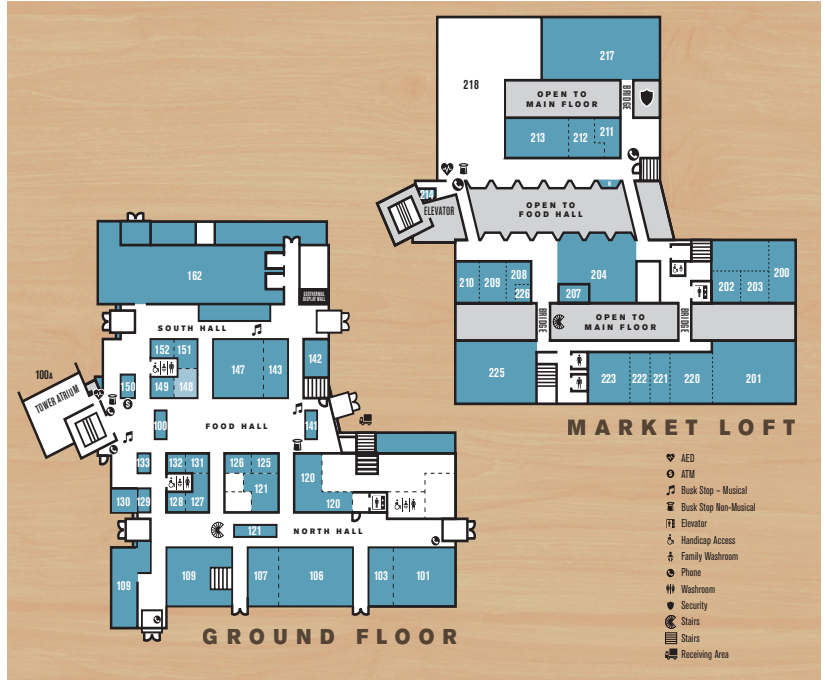 217
218
OPEN TO
MAIN FLOOR
BRIDGE
213
212
211
214
ELEVATOR
OPEN TO
FOOD HALL
210
209
208
226
204
207
202
203
200
BRIDGE
OPEN TO
MAIN FLOOR
BRIDGE
225
223
222
221
220
201
MARKET LOFT
162
GEOTHERMAL
DISPLAY WALL
SOUTH HALL
152
151
147
143
142
149
148
150
100A
TOWER ATRIUM
100
FOOD HALL
141
133
132
131
126
125
120
130
129
128
127
121
120
121
NORTH HALL
109
109
107
106
103
101
GROUND FLOOR
AED
$ ATM
Busk Stop – Musical
Busk Stop Non-Musical
Elevator
Handicap Access
Family Washroom
Phone
Washroom
Security
Stairs
Stairs
Receiving Area